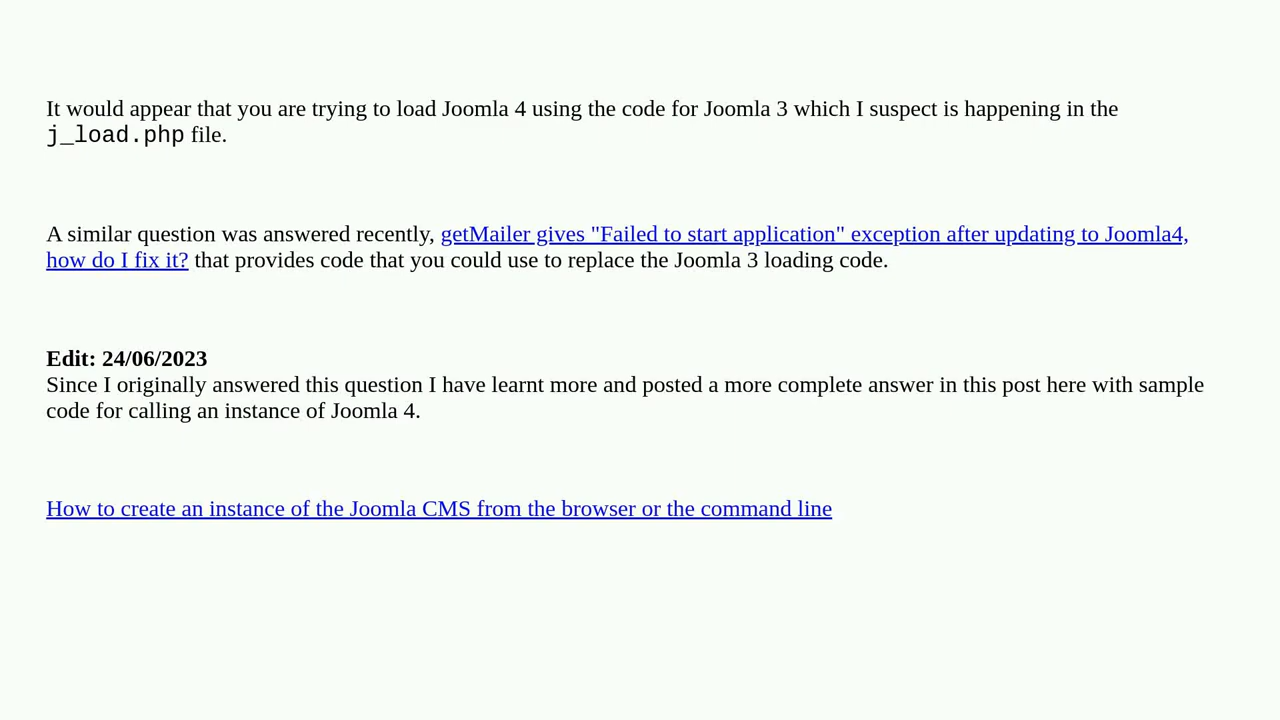 It would appear that you are trying to load Joomla 4 using the code for Joomla 3 which I suspect is happening in the
j_load.php file.
A similar question was answered recently, getMailer gives "Failed to start application" exception after updating to Joomla4,
how do I fix it? that provides code that you could use to replace the Joomla 3 loading code.
Edit: 24/06/2023
Since I originally answered this question I have learnt more and posted a more complete answer in this post here with sample
code for calling an instance of Joomla 4.
How to create an instance of the Joomla CMS from the browser or the command line